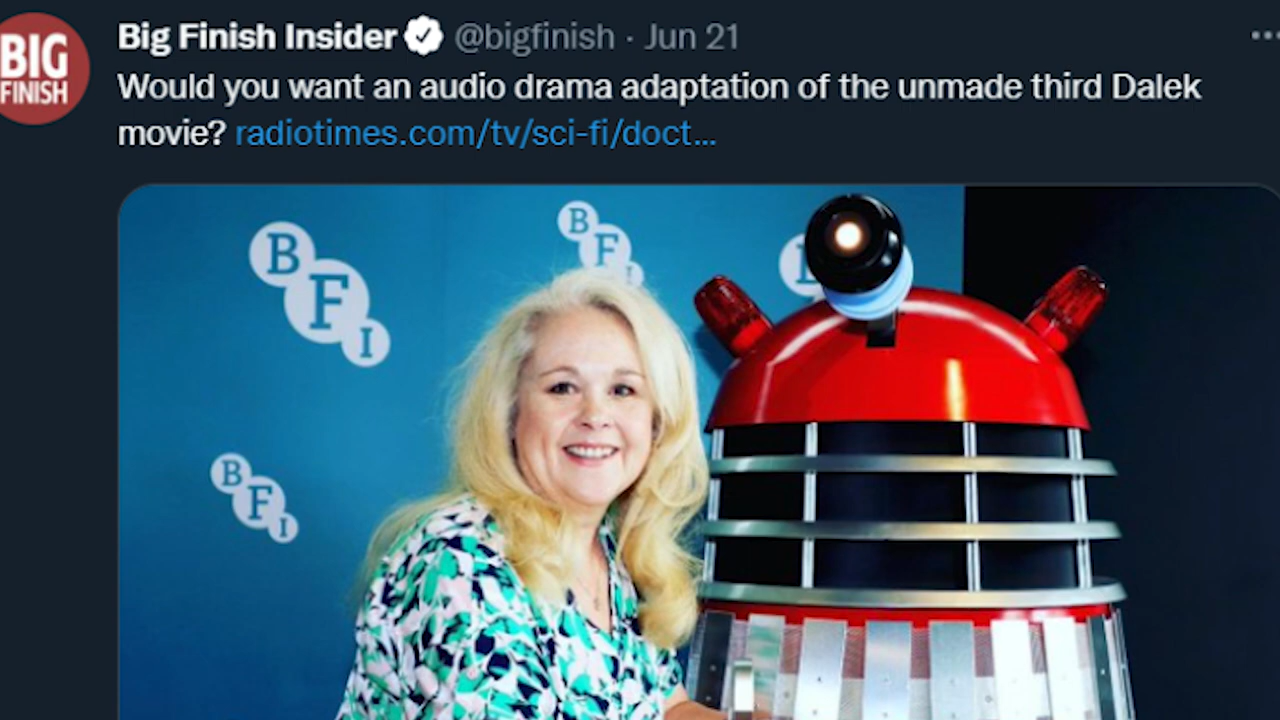 BIG
FINISH
Big Finish Insider @bigfinish · Jun 21
Would you want an audio drama adaptation of the unmade third Dalek
movie? radiotimes.com/tv/sci-fi/doct...
BFI
BFI
BFI